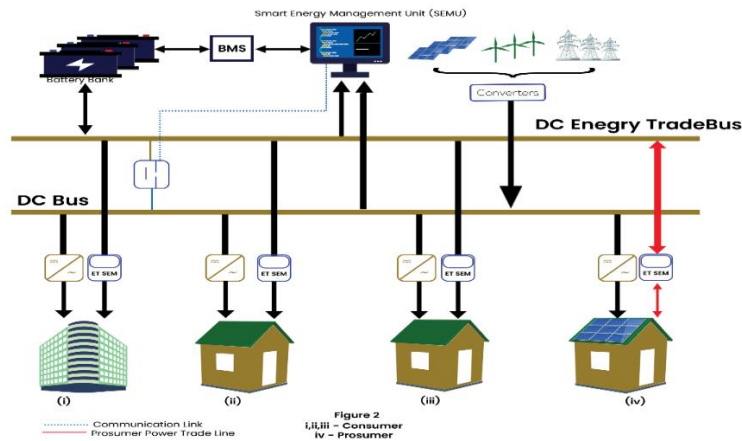 Smart Energy Management Unit (SEMU)
BMS
Battery Bank
Converters
DC Enegry TradeBus
DC Bus
ET SEM
ET SEM
ET SEM
ET SEM
(i)
(ii)
(iii)
(iv)
Figure 2
i,ii,iii - Consumer
iv - Prosumer
Communication Link
Prosumer Power Trade Line